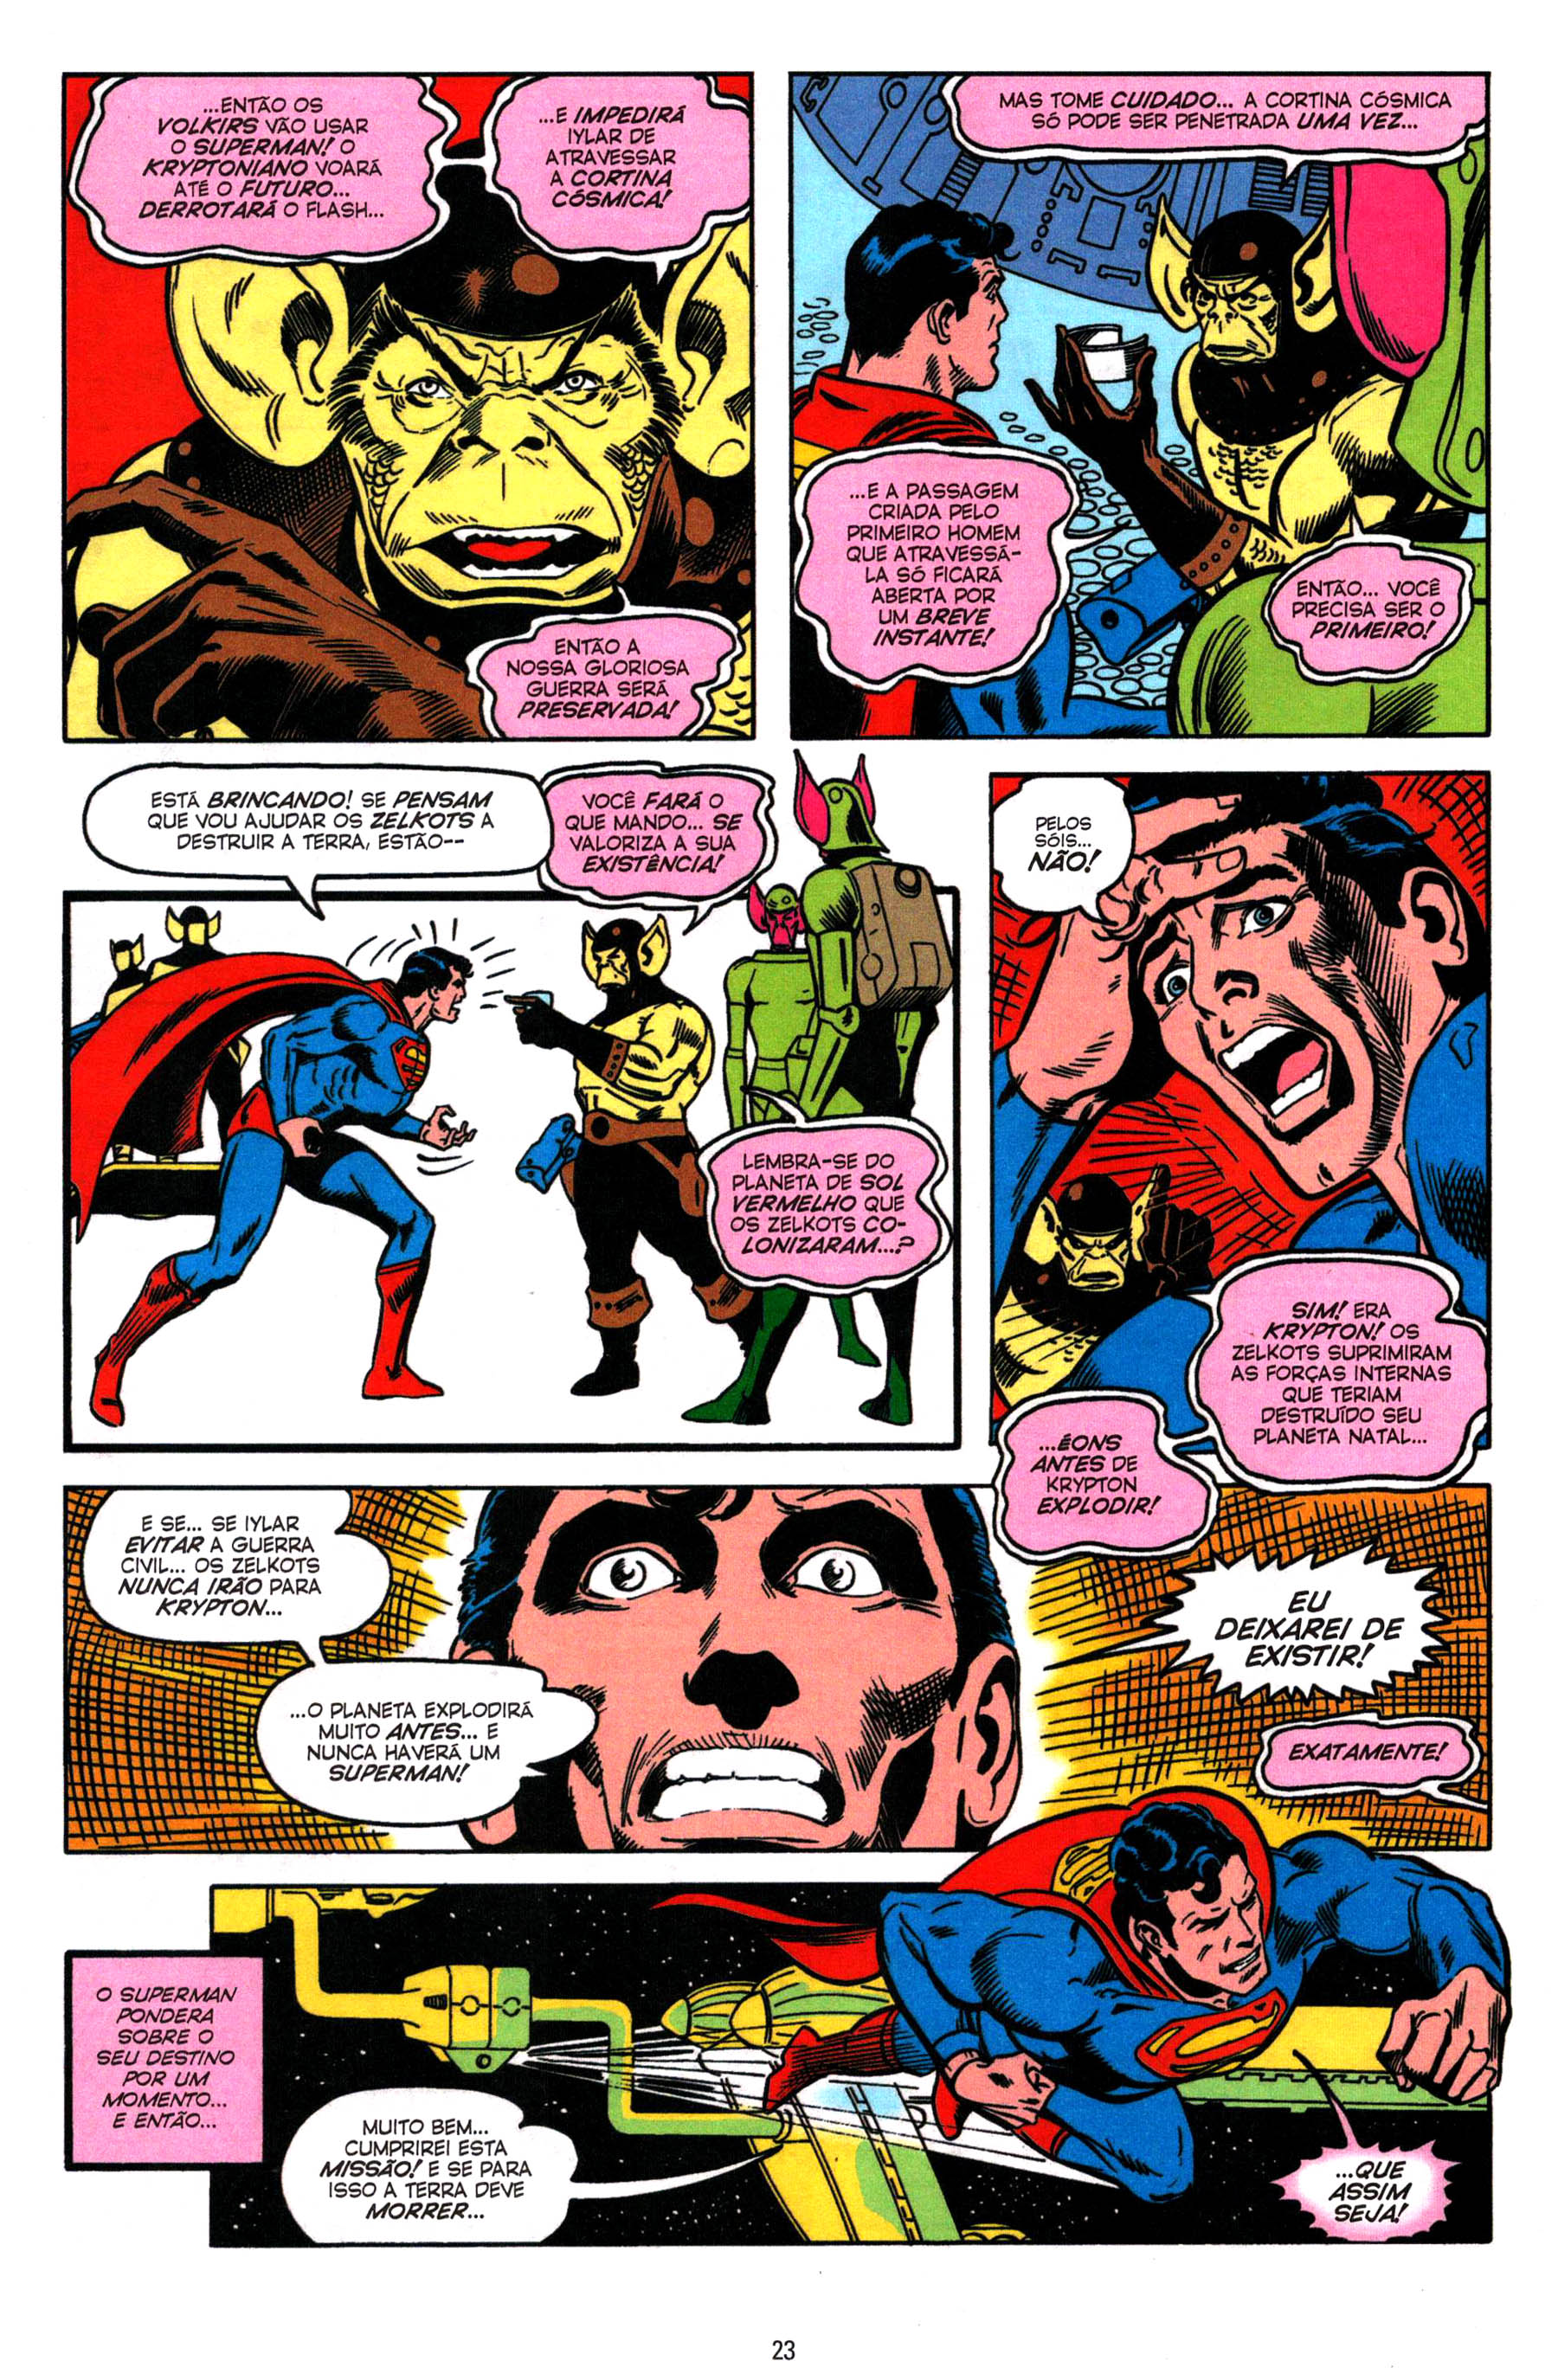 ...ENTÃO OS
VOLKIRS VÃO USAR
O SUPERMAN! O
KRYPTONIANO VOARÁ
ATÉ O FUTURO...
DERROTARÁ O FLASH...
...E IMPEDIRÁ
IYLAR DE
ATRAVESSAR
A CORTINA
CÓSMICA!
ENTÃO A
NOSSA GLORIOSA
GUERRA SERÁ
PRESERVADA!
MAS TOME CUIDADO... A CORTINA CÓSMICA
SÓ PODE SER PENETRADA UMA VEZ...
...E A PASSAGEM
CRIADA PELO
PRIMEIRO HOMEM
QUE ATRAVESSÁ-
LA SÓ FICARÁ
ABERTA POR
UM BREVE
INSTANTE!
ENTÃO... VOCÊ
PRECISA SER O
PRIMEIRO!
ESTÁ BRINCANDO! SE PENSAM
QUE VOU AJUDAR OS ZELKOTS A
DESTRUIR A TERRA, ESTÃO--
VOCÊ FARÁ O
QUE MANDO... SE
VALORIZA A SUA
EXISTÊNCIA!
LEMBRA-SE DO
PLANETA DE SOL
VERMELHO QUE
OS ZELKOTS CO-
LONIZARAM...?
PELOS
SÓIS...
NÃO!
SIM! ERA
KRYPTON! OS
ZELKOTS SUPRIMIRAM
AS FORÇAS INTERNAS
QUE TERIAM
DESTRUÍDO SEU
PLANETA NATAL...
...ÉONS
ANTES DE
KRYPTON
EXPLODIR!
E SE... SE IYLAR
EVITAR A GUERRA
CIVIL... OS ZELKOTS
NUNCA IRÃO PARA
KRYPTON...
...O PLANETA EXPLODIRÁ
MUITO ANTES... E
NUNCA HAVERÁ UM
SUPERMAN!
EU
DEIXAREI DE
EXISTIR!
EXATAMENTE!
O SUPERMAN
PONDERA
SOBRE O
SEU DESTINO
POR UM
MOMENTO...
E ENTÃO...
MUITO BEM...
CUMPRIREI ESTA
MISSÃO! E SE PARA
ISSO A TERRA DEVE
MORRER...
...QUE
ASSIM
SEJA!
23